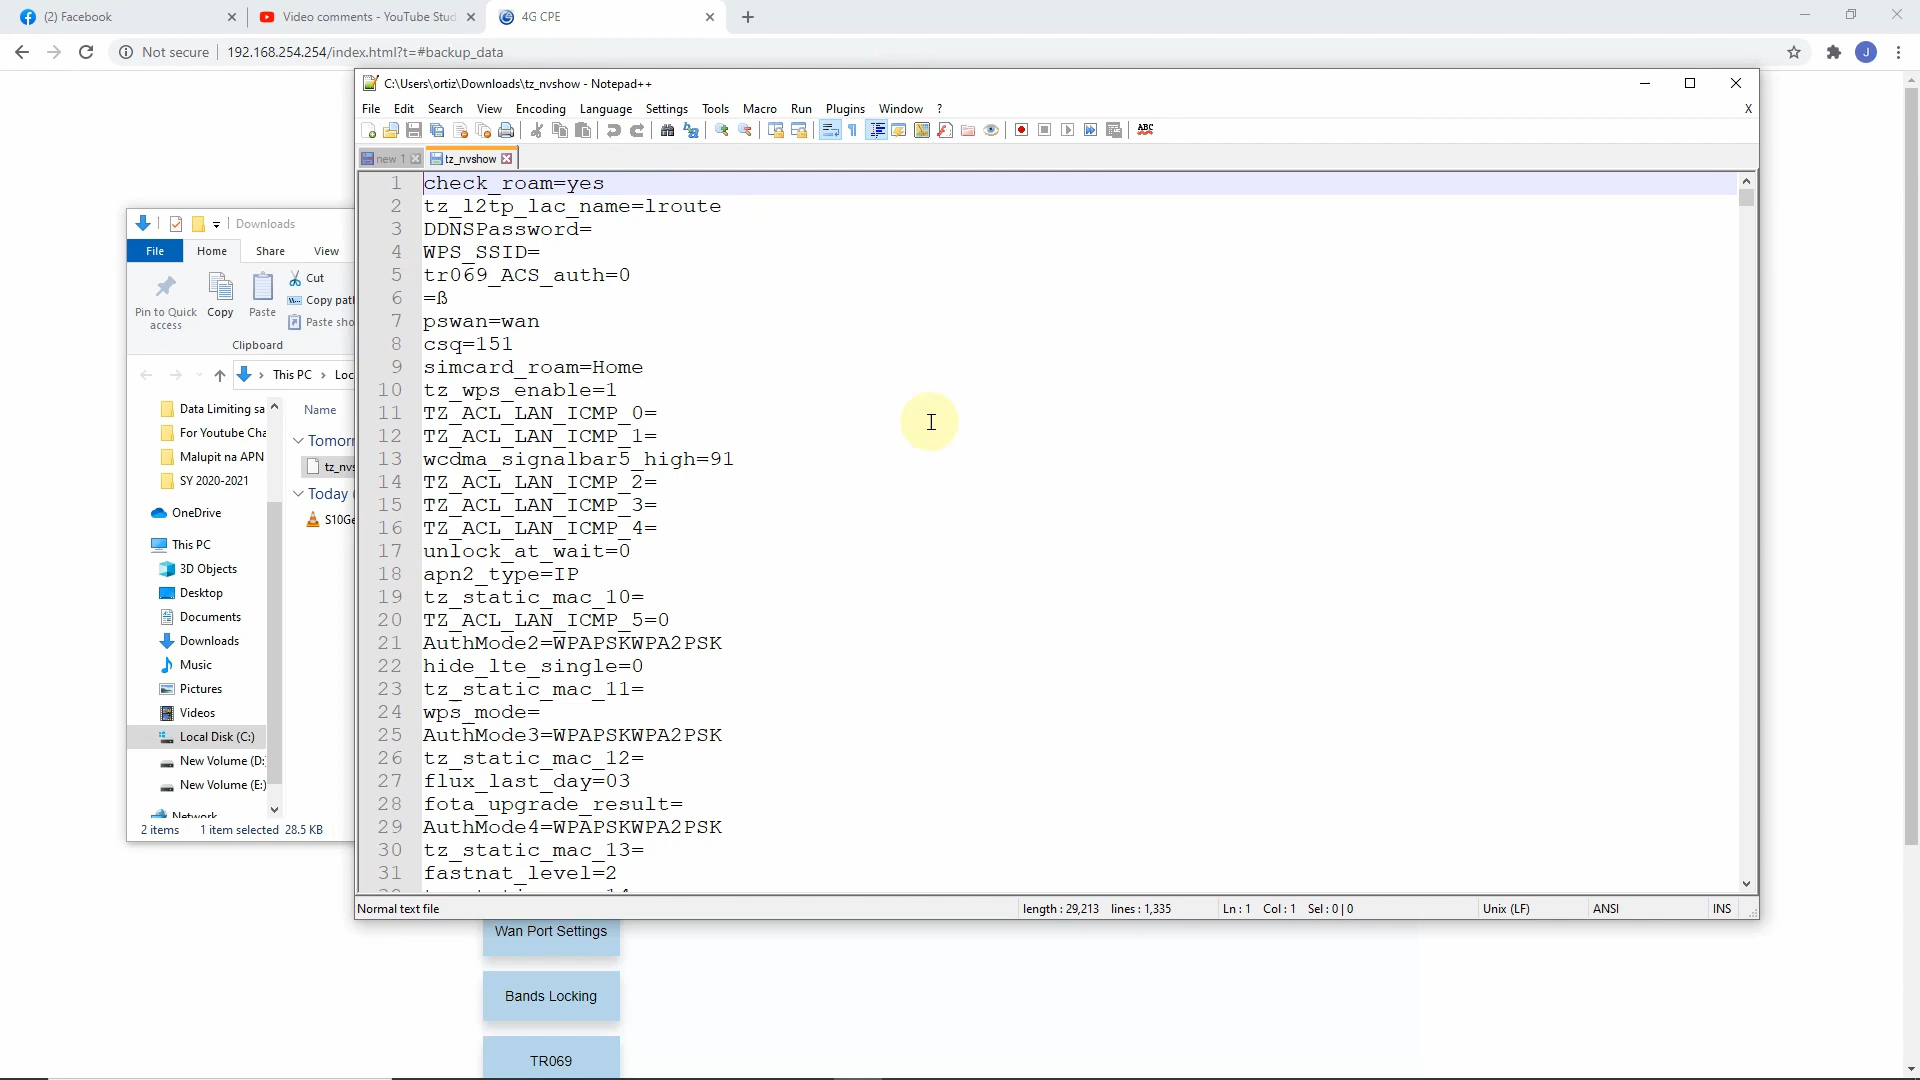 (2) Facebook
Video comments - YouTube Stud
4G CPE
Not secure
192.168.254.254/index.html?t=#backup_data
J
C:\Users\ortiz\Downloads\tz_nvshow - Notepad++
File Edit Search View Encoding Language Settings Tools Macro Run Plugins Window ?
X
ABC
new 1
tz_nvshow
1 check_roam=yes
2 tz_l2tp_lac_name=lroute
3 DDNSPassword=
4 WPS_SSID=
5 tr069_ACS_auth=0
6 =ß
7 pswan=wan
8 csq=151
9 simcard_roam=Home
10 tz_wps_enable=1
11 TZ_ACL_LAN_ICMP_0=
12 TZ_ACL_LAN_ICMP_1=
13 wcdma_signalbar5_high=91
14 TZ_ACL_LAN_ICMP_2=
15 TZ_ACL_LAN_ICMP_3=
16 TZ_ACL_LAN_ICMP_4=
17 unlock_at_wait=0
18 apn2_type=IP
19 tz_static_mac_10=
20 TZ_ACL_LAN_ICMP_5=0
21 AuthMode2=WPAPSKWPA2PSK
22 hide_lte_single=0
23 tz_static_mac_11=
24 wps_mode=
25 AuthMode3=WPAPSKWPA2PSK
26 tz_static_mac_12=
27 flux_last_day=03
28 fota_upgrade_result=
29 AuthMode4=WPAPSKWPA2PSK
30 tz_static_mac_13=
31 fastnat_level=2
Normal text file
length : 29,213 lines : 1,335
Ln : 1 Col : 1 Sel : 0 | 0
Unix (LF)
ANSI
INS
Downloads
File Home Share View
Pin to Quick access
Copy
Paste
Cut
Copy pat
Paste sho
Clipboard
This PC
Loc
Name
Data Limiting sa
For Youtube Cha
Malupit na APN
SY 2020-2021
OneDrive
This PC
3D Objects
Desktop
Documents
Downloads
Music
Pictures
Videos
Local Disk (C:)
New Volume (D:
New Volume (E:)
Network
Tomorr
tz_nvs
Today
S10Ge
2 items 1 item selected 28.5 KB
Wan Port Settings
Bands Locking
TR069